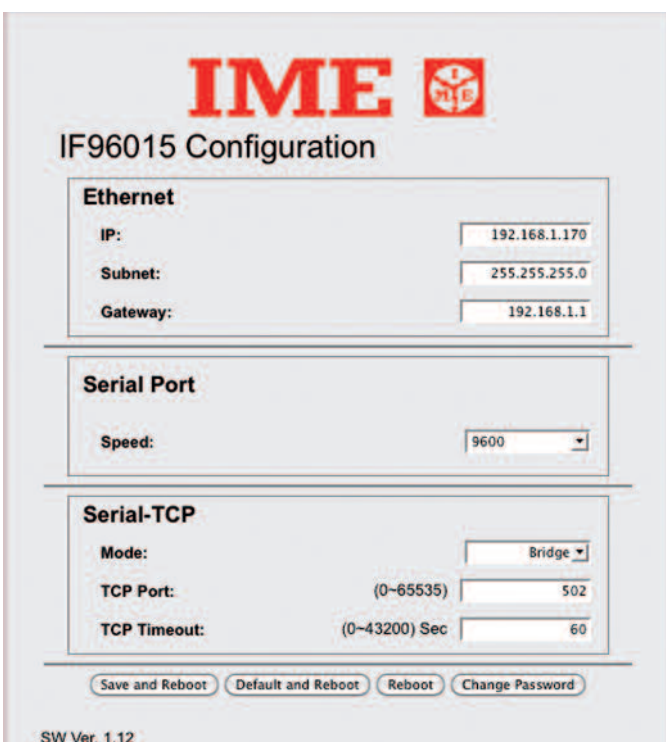 IME I M E
IF96015 Configuration
Ethernet
IP: 192.168.1.170
Subnet: 255.255.255.0
Gateway: 192.168.1.1
Serial Port
Speed: 9600
Serial-TCP
Mode: Bridge
TCP Port: (0~65535) 502
TCP Timeout: (0~43200) Sec 60
Save and Reboot Default and Reboot Reboot Change Password
SW Ver. 1.12